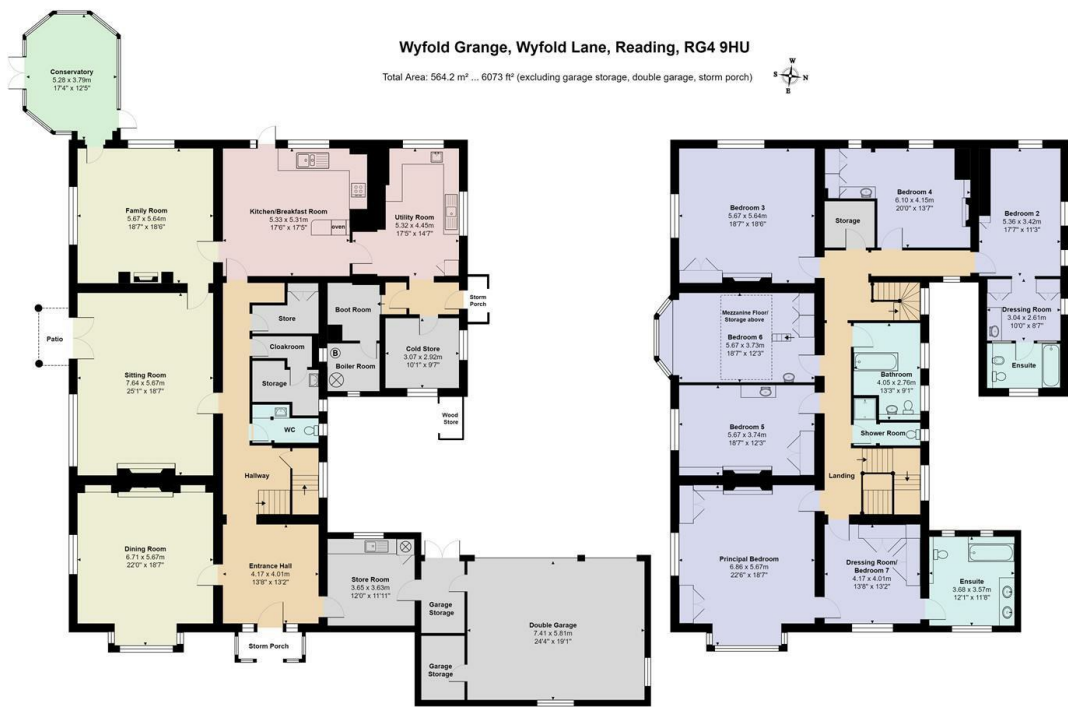 Wyfold Grange, Wyfold Lane, Reading, RG4 9HU
Total Area: 564.2 m² ... 6073 ft² (excluding garage storage, double garage, storm porch)
W
S
N
E
Conservatory
5.28 x 3.79m
17'4" x 12'5"
Family Room
5.67 x 5.64m
18'7" x 18'6"
Kitchen/Breakfast Room
5.33 x 5.31m
17'6" x 17'5"
oven
Utility Room
5.32 x 4.45m
17'5" x 14'7"
Storm
Porch
Patio
Sitting Room
7.64 x 5.67m
25'1" x 18'7"
Store
Cloakroom
Storage
WC
Boot Room
B
Boiler Room
Cold Store
3.07 x 2.92m
10'1" x 9'7"
Wood
Store
Hallway
Dining Room
6.71 x 5.67m
22'0" x 18'7"
Entrance Hall
4.17 x 4.01m
13'8" x 13'2"
Storm Porch
Store Room
3.65 x 3.63m
12'0" x 11'11"
Garage
Storage
Garage
Storage
Double Garage
7.41 x 5.81m
24'4" x 19'1"
Bedroom 3
5.67 x 5.64m
18'7" x 18'6"
Storage
Bedroom 4
6.10 x 4.15m
20'0" x 13'7"
Bedroom 2
5.36 x 3.42m
17'7" x 11'3"
Dressing Room
3.04 x 2.61m
10'0" x 8'7"
Ensuite
Mezzanine Floor/
Storage above
Bedroom 6
5.67 x 3.73m
18'7" x 12'3"
Bathroom
4.05 x 2.76m
13'3" x 9'1"
Shower Room
Bedroom 5
5.67 x 3.74m
18'7" x 12'3"
Landing
Principal Bedroom
6.86 x 5.67m
22'6" x 18'7"
Dressing Room/
Bedroom 7
4.17 x 4.01m
13'8" x 13'2"
Ensuite
3.68 x 3.57m
12'1" x 11'8"